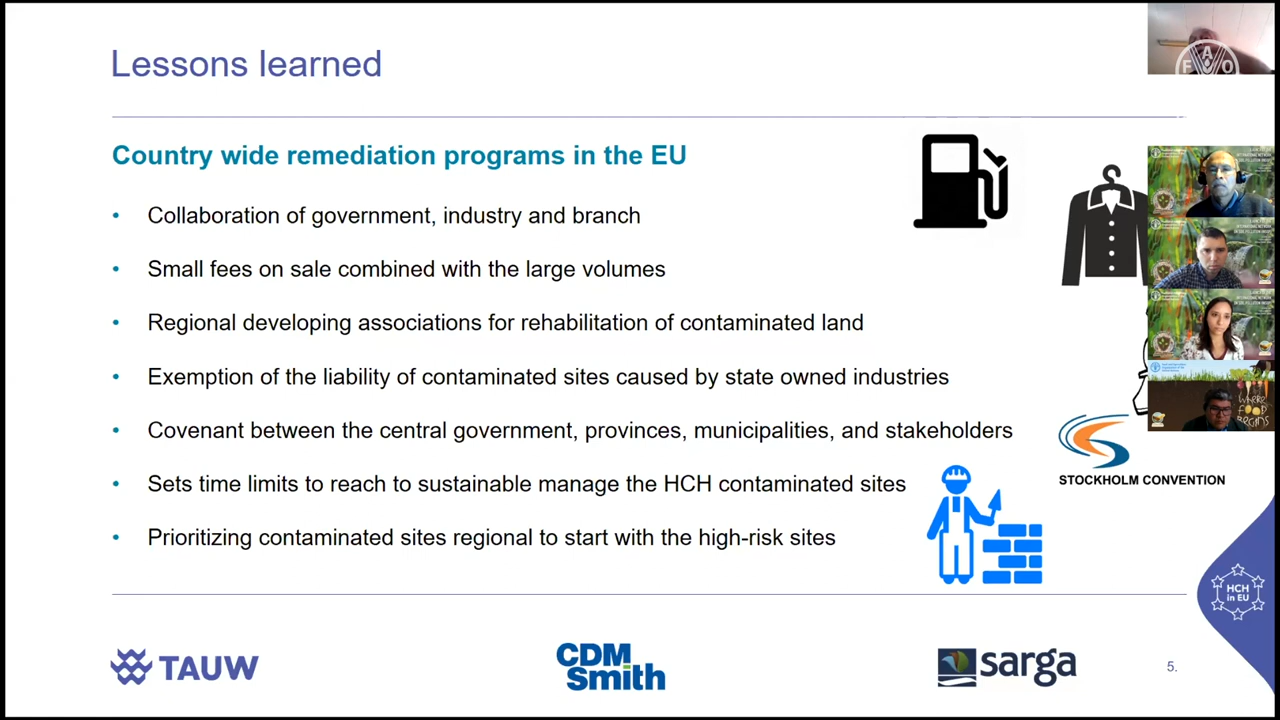 Lessons learned
FAO
Country wide remediation programs in the EU
• Collaboration of government, industry and branch
• Small fees on sale combined with the large volumes
• Regional developing associations for rehabilitation of contaminated land
• Exemption of the liability of contaminated sites caused by state owned industries
• Covenant between the central government, provinces, municipalities, and stakeholders
• Sets time limits to reach to sustainable manage the HCH contaminated sites
• Prioritizing contaminated sites regional to start with the high-risk sites
WHERE
FOOD
BEGINS
STOCKHOLM CONVENTION
HCH
in EU
TAUW
CDM
Smith
sarga
5.